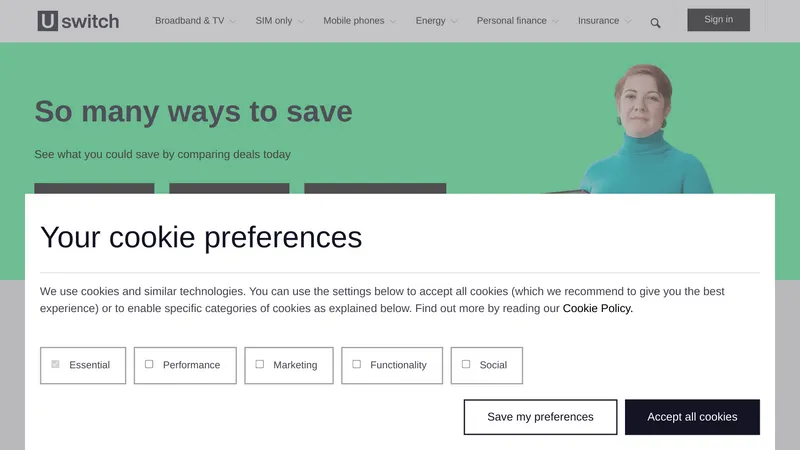 Uswitch
Broadband & TV SIM only Mobile phones Energy Personal finance Insurance Sign in
So many ways to save
See what you could save by comparing deals today
Your cookie preferences
We use cookies and similar technologies. You can use the settings below to accept all cookies (which we recommend to give you the best
experience) or to enable specific categories of cookies as explained below. Find out more by reading our Cookie Policy.
Essential Performance Marketing Functionality Social
Save my preferences Accept all cookies